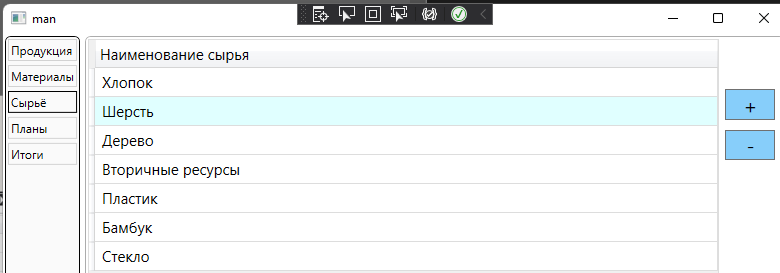 man
Продукция
Материалы
Сырьё
Планы
Итоги
Наименование сырья
Хлопок
Шерсть
Дерево
Вторичные ресурсы
Пластик
Бамбук
Стекло
+
-